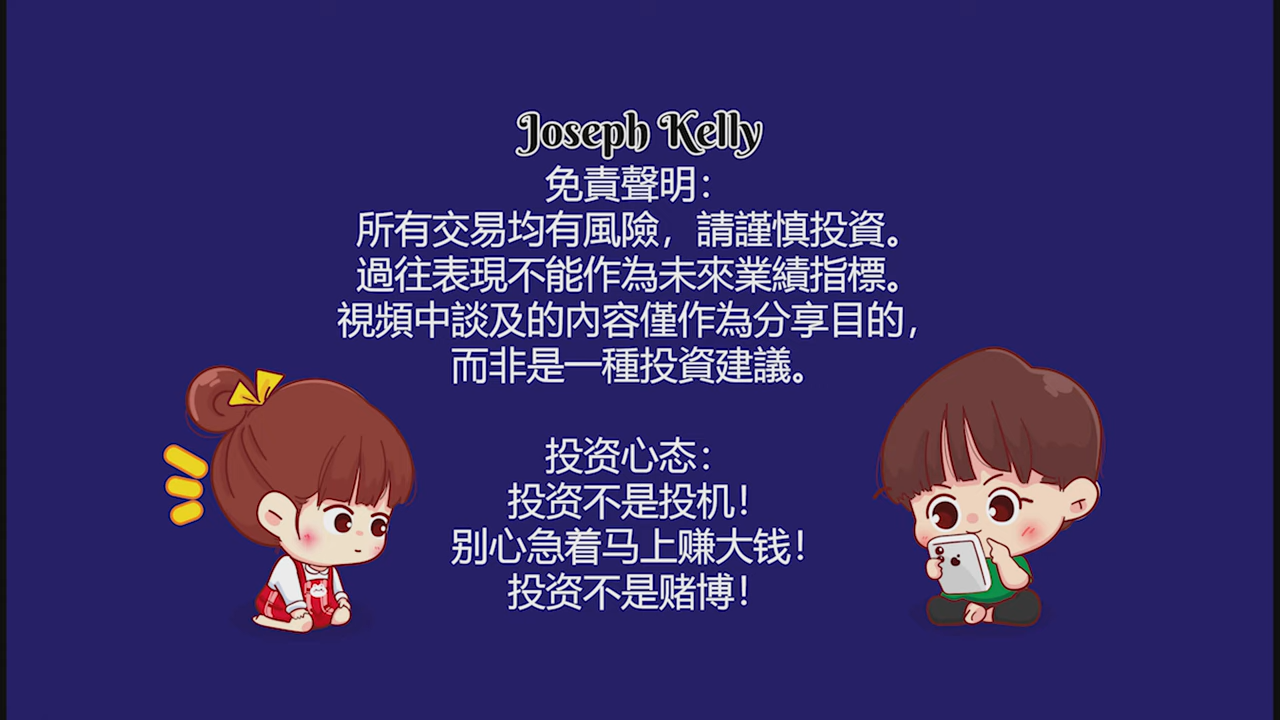 Joseph Kelly
免責聲明：
所有交易均有風險，請謹慎投資。
過往表現不能作為未來業績指標。
視頻中談及的內容僅作為分享目的，
而非是一種投資建議。
投资心态：
投资不是投机！
别心急着马上赚大钱！
投资不是赌博！